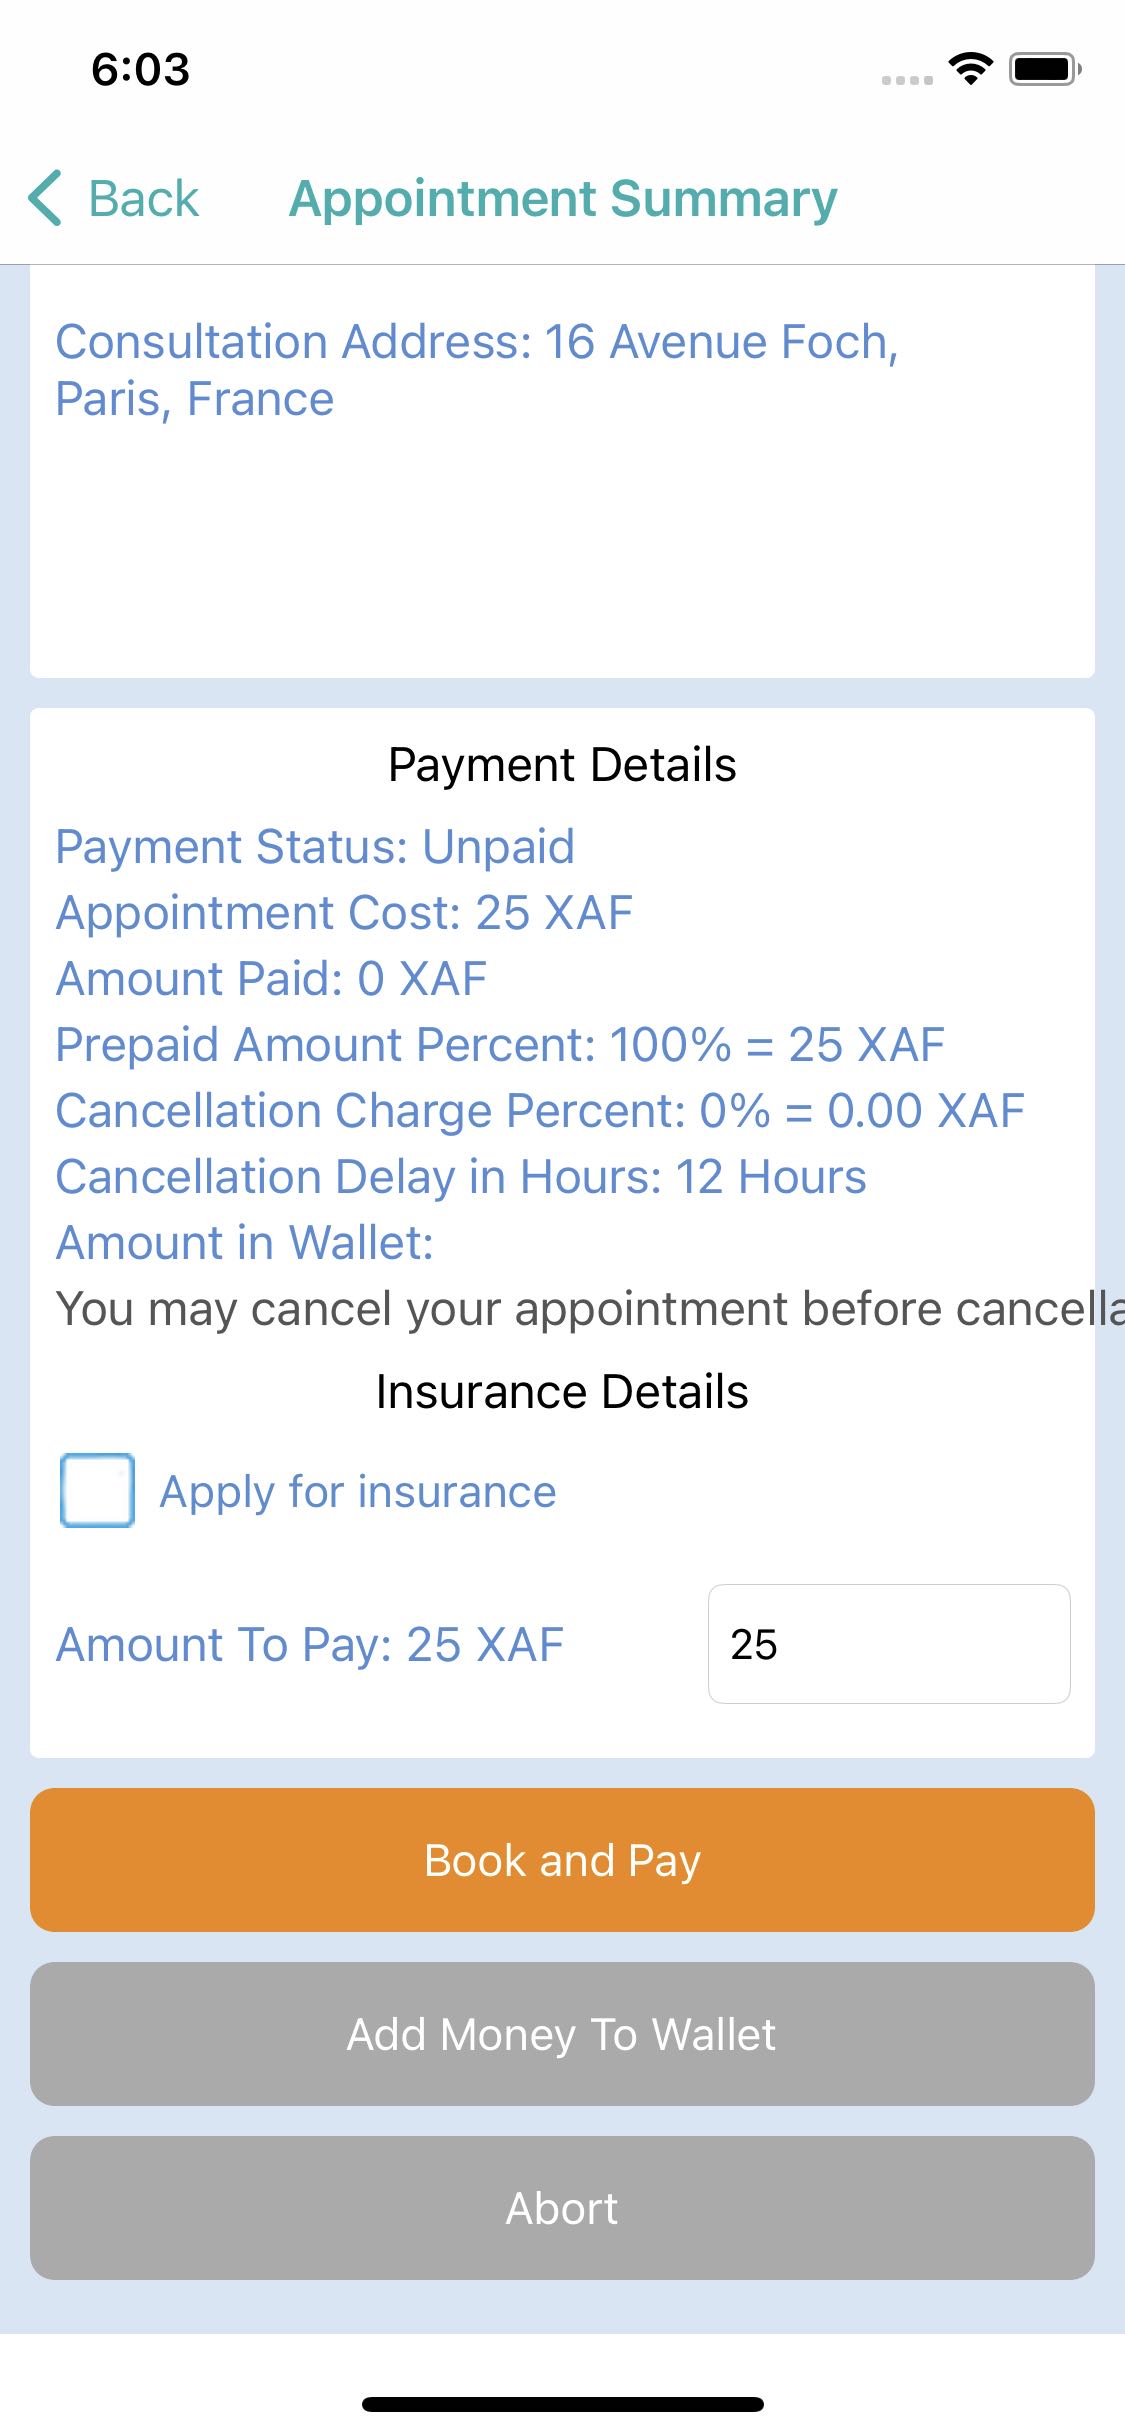 6:03
Back
Appointment Summary
Consultation Address: 16 Avenue Foch,
Paris, France
Payment Details
Payment Status: Unpaid
Appointment Cost: 25 XAF
Amount Paid: 0 XAF
Prepaid Amount Percent: 100% = 25 XAF
Cancellation Charge Percent: 0% = 0.00 XAF
Cancellation Delay in Hours: 12 Hours
Amount in Wallet:
You may cancel your appointment before cancella
Insurance Details
Apply for insurance
Amount To Pay: 25 XAF
25
Book and Pay
Add Money To Wallet
Abort